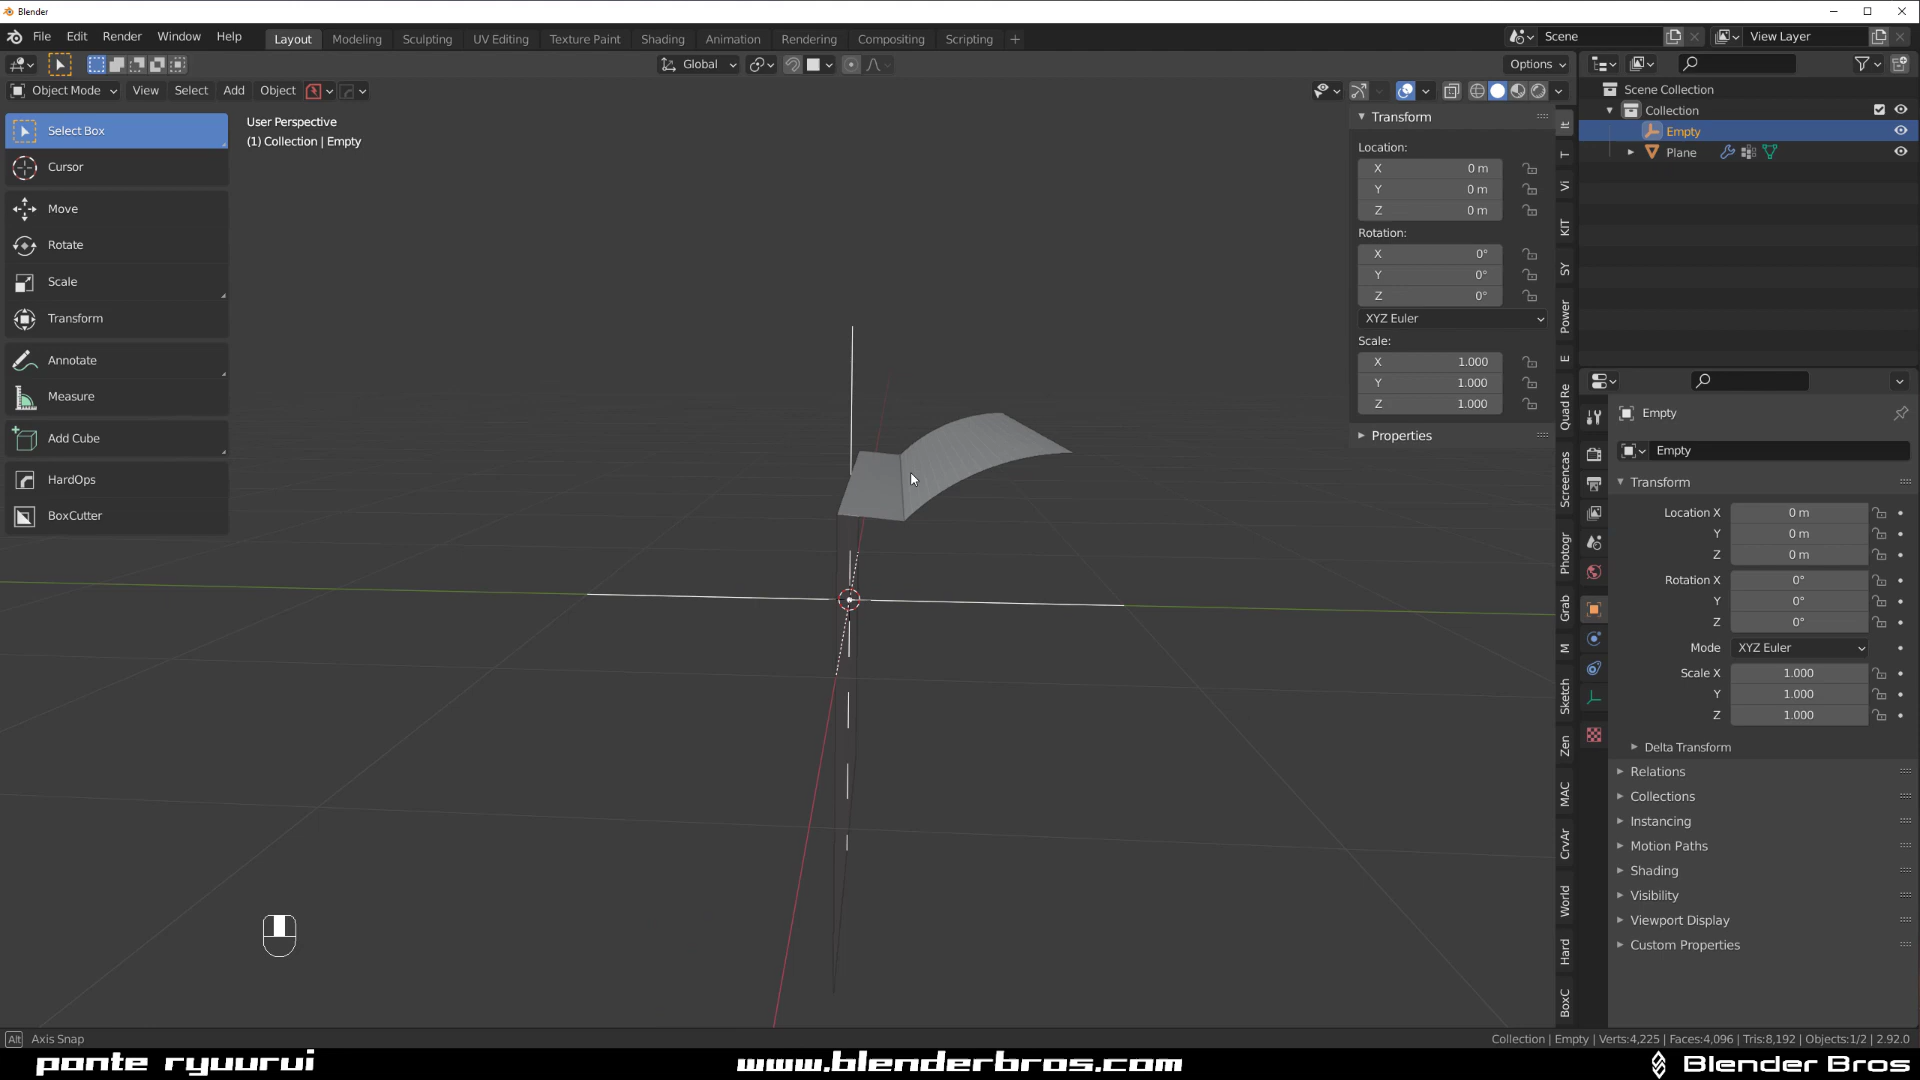 Blender
File Edit Render Window Help Layout Modeling Sculpting UV Editing Texture Paint Shading Animation Rendering Compositing Scripting + Scene View Layer
Global Options
Object Mode View Select Add Object
User Perspective
(1) Collection | Empty
Select Box
Cursor
Move
Rotate
Scale
Transform
Annotate
Measure
Add Cube
HardOps
BoxCutter
Transform
Location:
X 0 m
Y 0 m
Z 0 m
Rotation:
X 0°
Y 0°
Z 0°
XYZ Euler
Scale:
X 1.000
Y 1.000
Z 1.000
Properties
It
T
Vi
KIT
SY
Power
E
Quad Re
Screencas
Photogr
Grab
M
Sketch
Zen
MAC
CrvAr
World
Hard
BoxC
Scene Collection
Collection
Empty
Plane
Empty
Empty
Transform
Location X 0 m
Y 0 m
Z 0 m
Rotation X 0°
Y 0°
Z 0°
Mode XYZ Euler
Scale X 1.000
Y 1.000
Z 1.000
Delta Transform
Relations
Collections
Instancing
Motion Paths
Shading
Visibility
Viewport Display
Custom Properties
Alt Axis Snap
Collection | Empty | Verts:4,225 | Faces:4,096 | Tris:8,192 | Objects:1/2 | 2.92.0
ponte ryuurui www.blenderbros.com Blender Bros